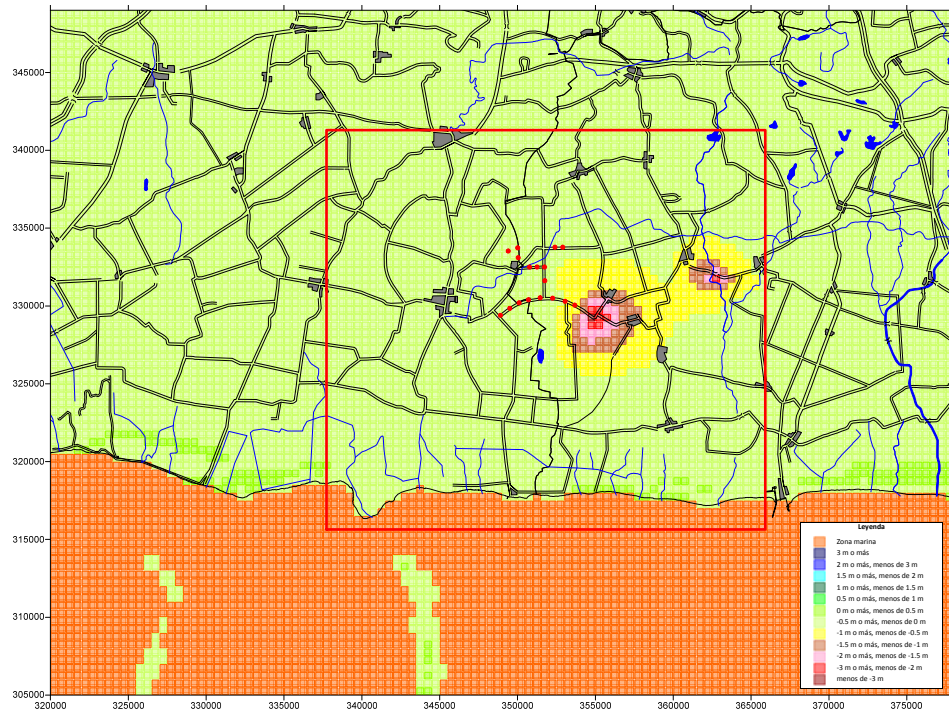 345000
340000
335000
330000
325000
320000
315000
310000
305000
320000 325000 330000 335000 340000 345000 350000 355000 360000 365000 370000 375000
Leyenda
Zona marina
3 m o más
2 m o más, menos de 3 m
1.5 m o más, menos de 2 m
1 m o más, menos de 1.5 m
0.5 m o más, menos de 1 m
0 m o más, menos de 0.5 m
-0.5 m o más, menos de 0 m
-1 m o más, menos de -0.5 m
-1.5 m o más, menos de -1 m
-2 m o más, menos de -1.5 m
-3 m o más, menos de -2 m
menos de -3 m